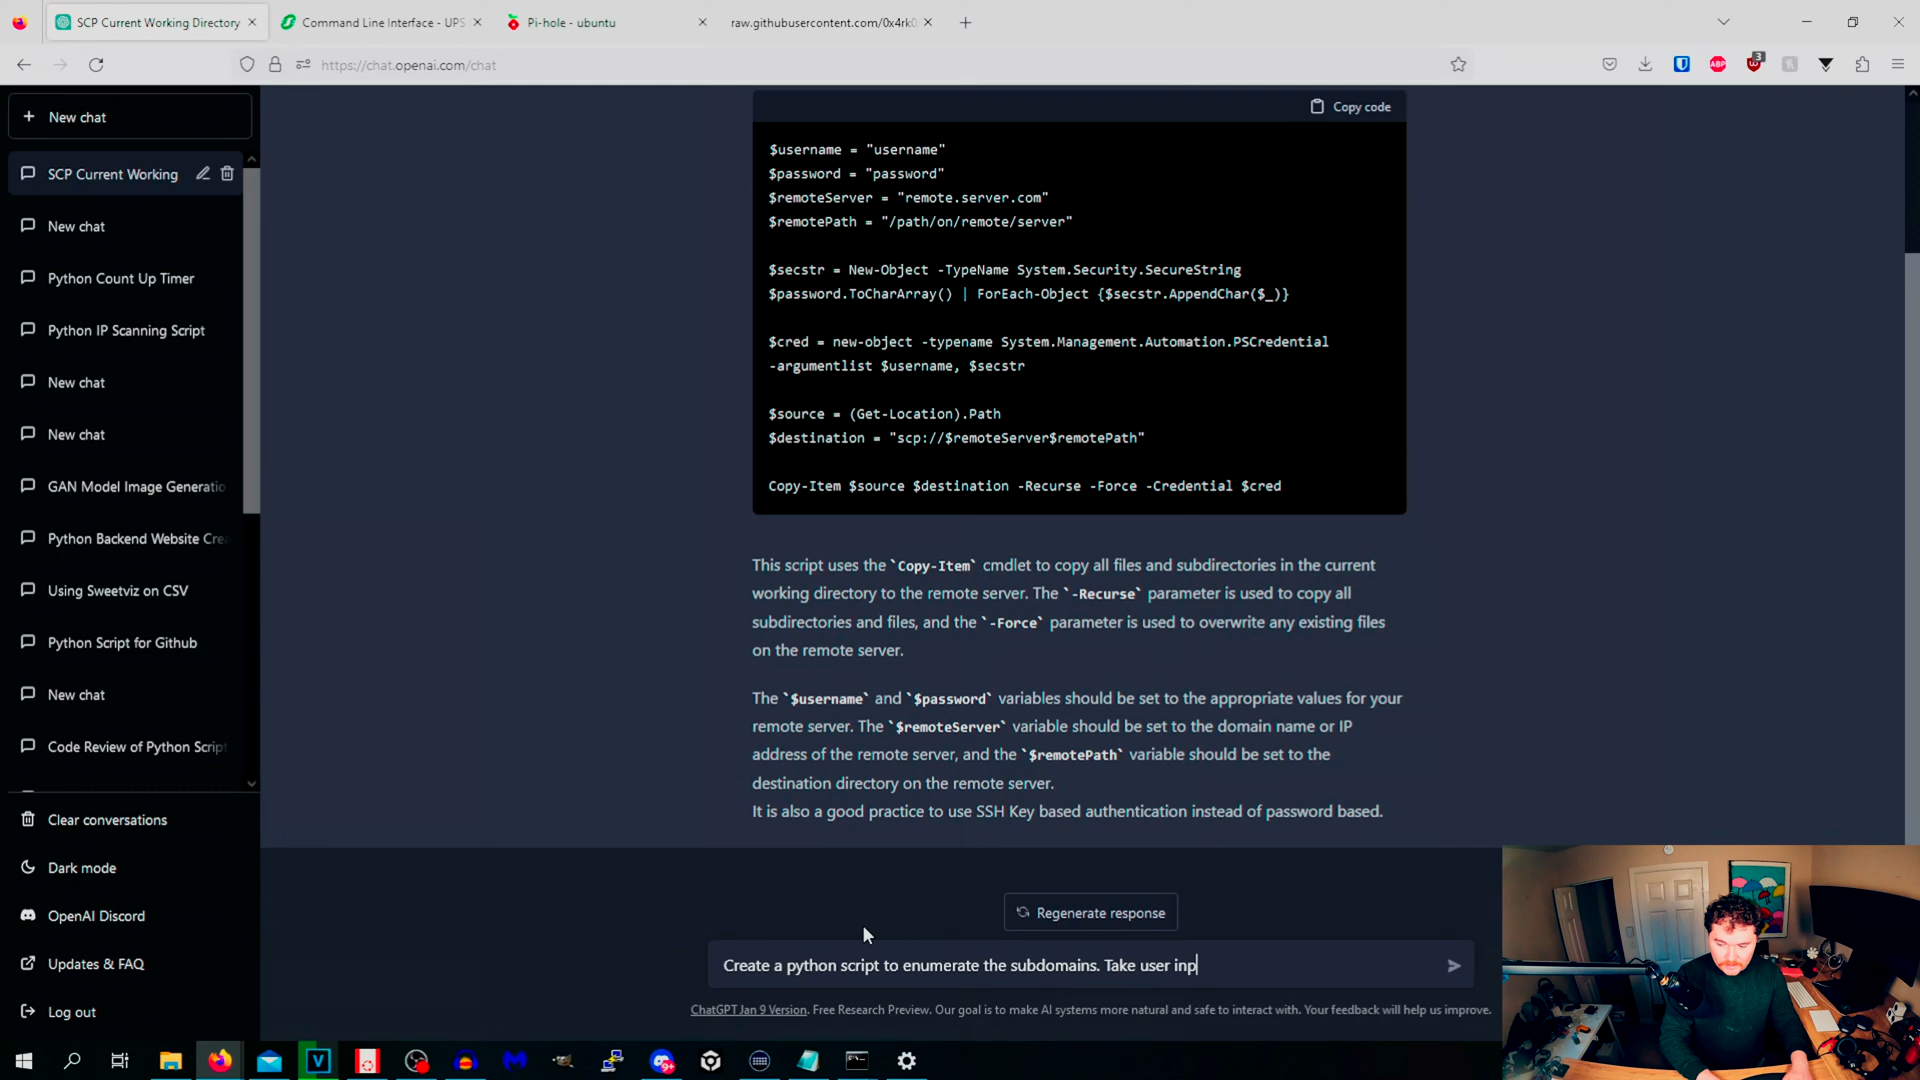 SCP Current Working Directory
Command Line Interface - UPS
Pi-hole - ubuntu
raw.githubusercontent.com/0x4rk0
https://chat.openai.com/chat
3
ABP
New chat
SCP Current Working
New chat
Python Count Up Timer
Python IP Scanning Script
New chat
New chat
GAN Model Image Generatio
Python Backend Website Cre
Using Sweetviz on CSV
Python Script for Github
New chat
Code Review of Python Script
Clear conversations
Dark mode
OpenAI Discord
Updates & FAQ
Log out
Copy code
$username = "username"
$password = "password"
$remoteServer = "remote.server.com"
$remotePath = "/path/on/remote/server"
$secstr = New-Object -TypeName System.Security.SecureString
$password.ToCharArray() | ForEach-Object {$secstr.AppendChar($_)}
$cred = new-object -typename System.Management.Automation.PSCredential
-argumentlist $username, $secstr
$source = (Get-Location).Path
$destination = "scp://$remoteServer$remotePath"
Copy-Item $source $destination -Recurse -Force -Credential $cred
This script uses the `Copy-Item` cmdlet to copy all files and subdirectories in the current
working directory to the remote server. The `-Recurse` parameter is used to copy all
subdirectories and files, and the `-Force` parameter is used to overwrite any existing files
on the remote server.
The `$username` and `$password` variables should be set to the appropriate values for your
remote server. The `$remoteServer` variable should be set to the domain name or IP
address of the remote server, and the `$remotePath` variable should be set to the
destination directory on the remote server.
It is also a good practice to use SSH Key based authentication instead of password based.
Regenerate response
Create a python script to enumerate the subdomains. Take user inp
ChatGPT Jan 9 Version. Free Research Preview. Our goal is to make AI systems more natural and safe to interact with. Your feedback will help us improve.
V
9+